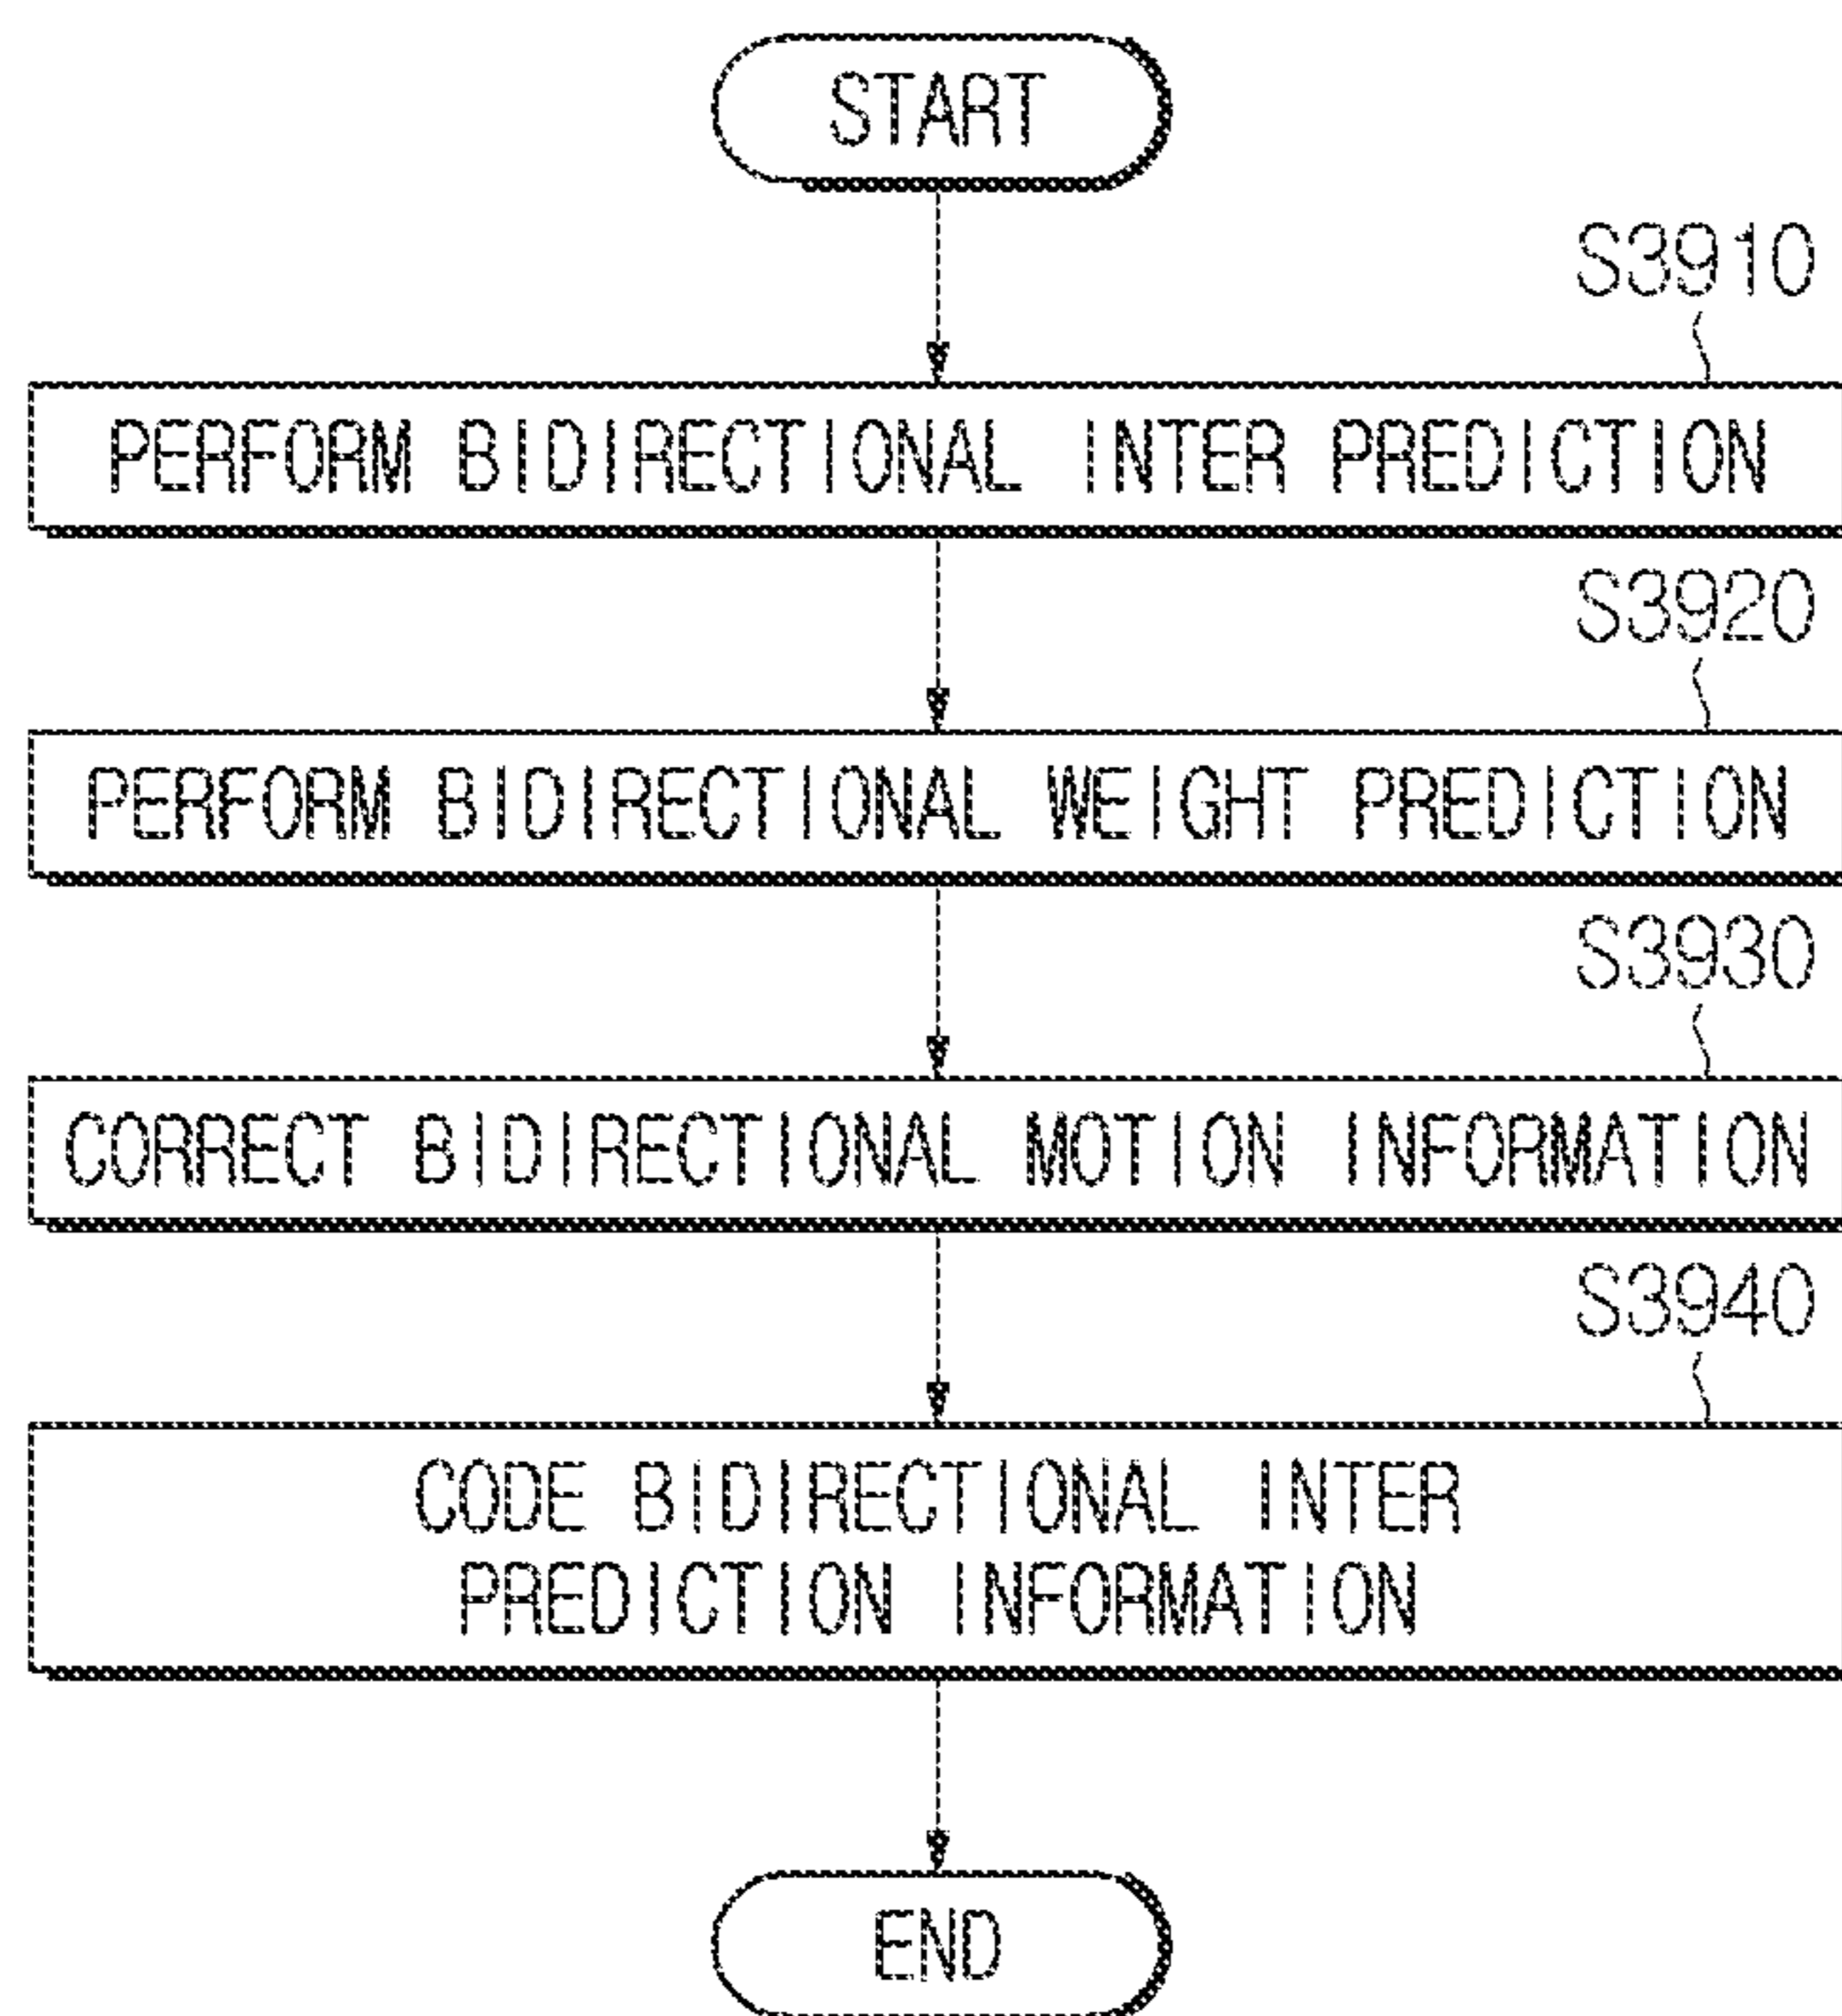 START
S3910
PERFORM BIDIRECTIONAL INTER PREDICTION
S3920
PERFORM BIDIRECTIONAL WEIGHT PREDICTION
S3930
CORRECT BIDIRECTIONAL MOTION INFORMATION
S3940
CODE BIDIRECTIONAL INTER
PREDICTION INFORMATION
END